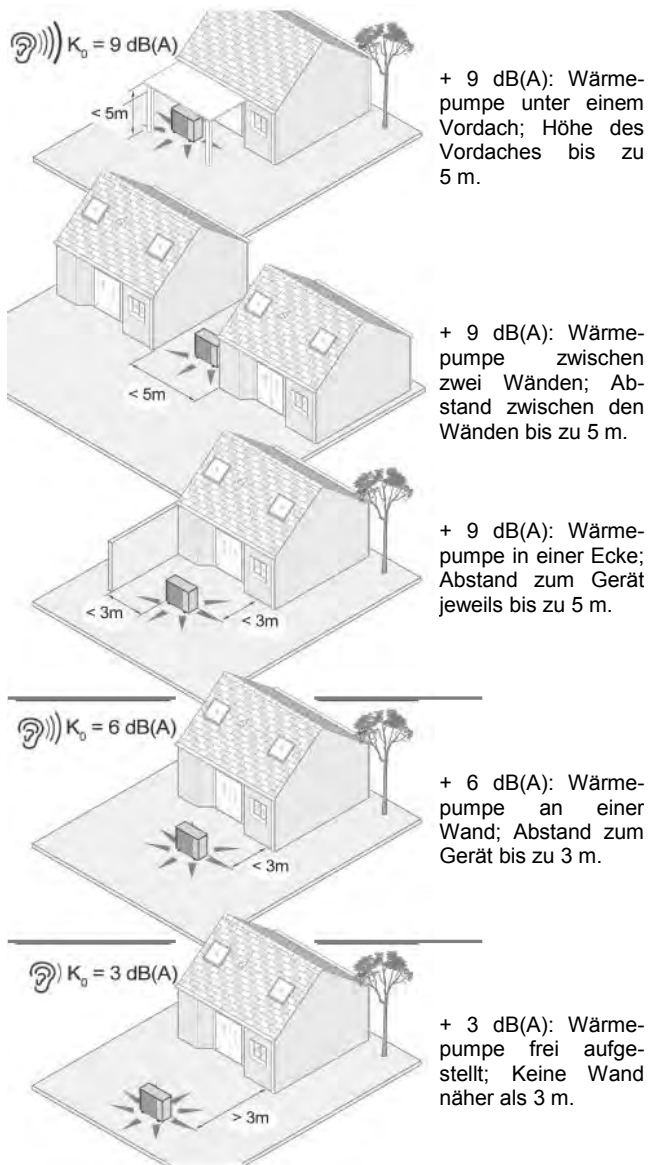 K₀ = 9 dB(A)
< 5m
+ 9 dB(A): Wärme-
pumpe unter einem
Vordach; Höhe des
Vordaches bis zu
5 m.
< 5m
+ 9 dB(A): Wärme-
pumpe zwischen
zwei Wänden; Ab-
stand zwischen den
Wänden bis zu 5 m.
< 3m
< 3m
+ 9 dB(A): Wärme-
pumpe in einer Ecke;
Abstand zum Gerät
jeweils bis zu 5 m.
K₀ = 6 dB(A)
< 3m
+ 6 dB(A): Wärme-
pumpe an einer
Wand; Abstand zum
Gerät bis zu 3 m.
K₀ = 3 dB(A)
> 3m
+ 3 dB(A): Wärme-
pumpe frei aufge-
stellt; Keine Wand
näher als 3 m.